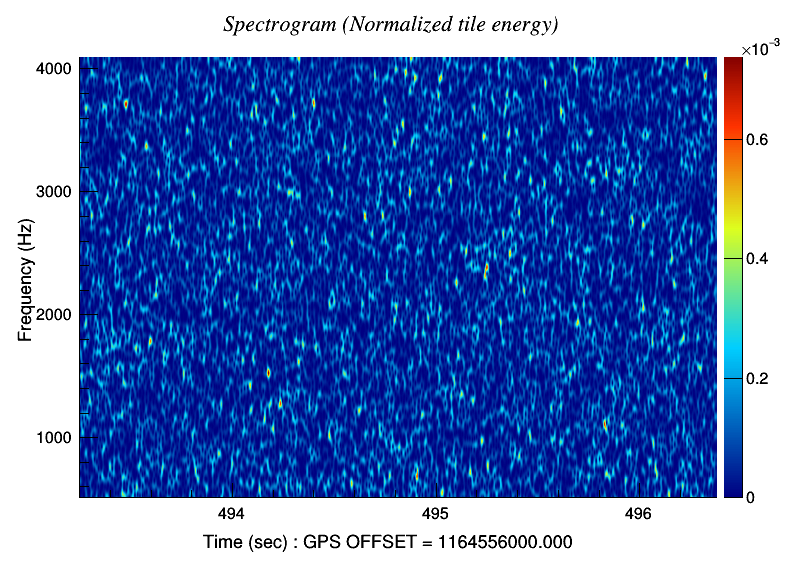 Spectrogram (Normalized tile energy)
×10⁻³
4000
3000
2000
1000
Frequency (Hz)
0.6
0.4
0.2
0
494 495 496
Time (sec) : GPS OFFSET = 1164556000.000